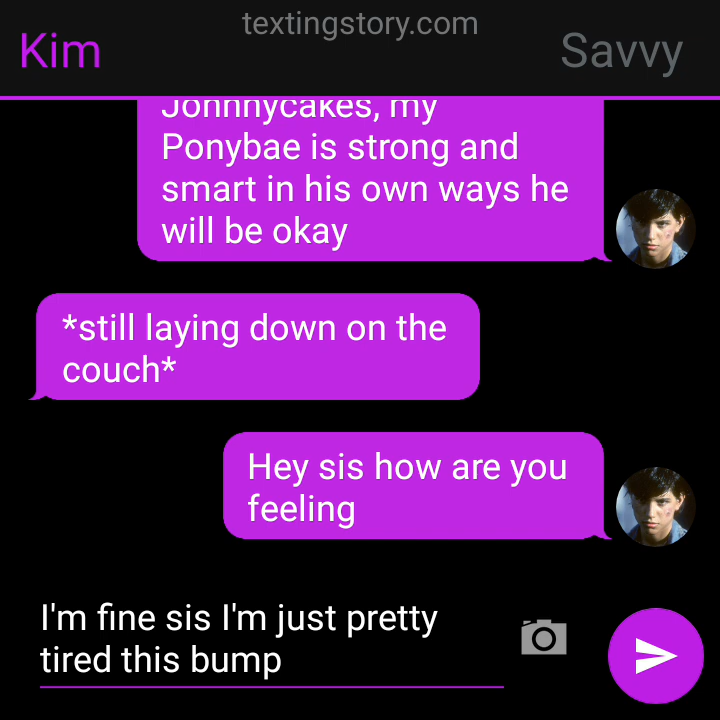 textingstory.com
Kim
Savvy
Johnnycakes, my
Ponybae is strong and
smart in his own ways he
will be okay
*still laying down on the
couch*
Hey sis how are you
feeling
I'm fine sis I'm just pretty
tired this bump